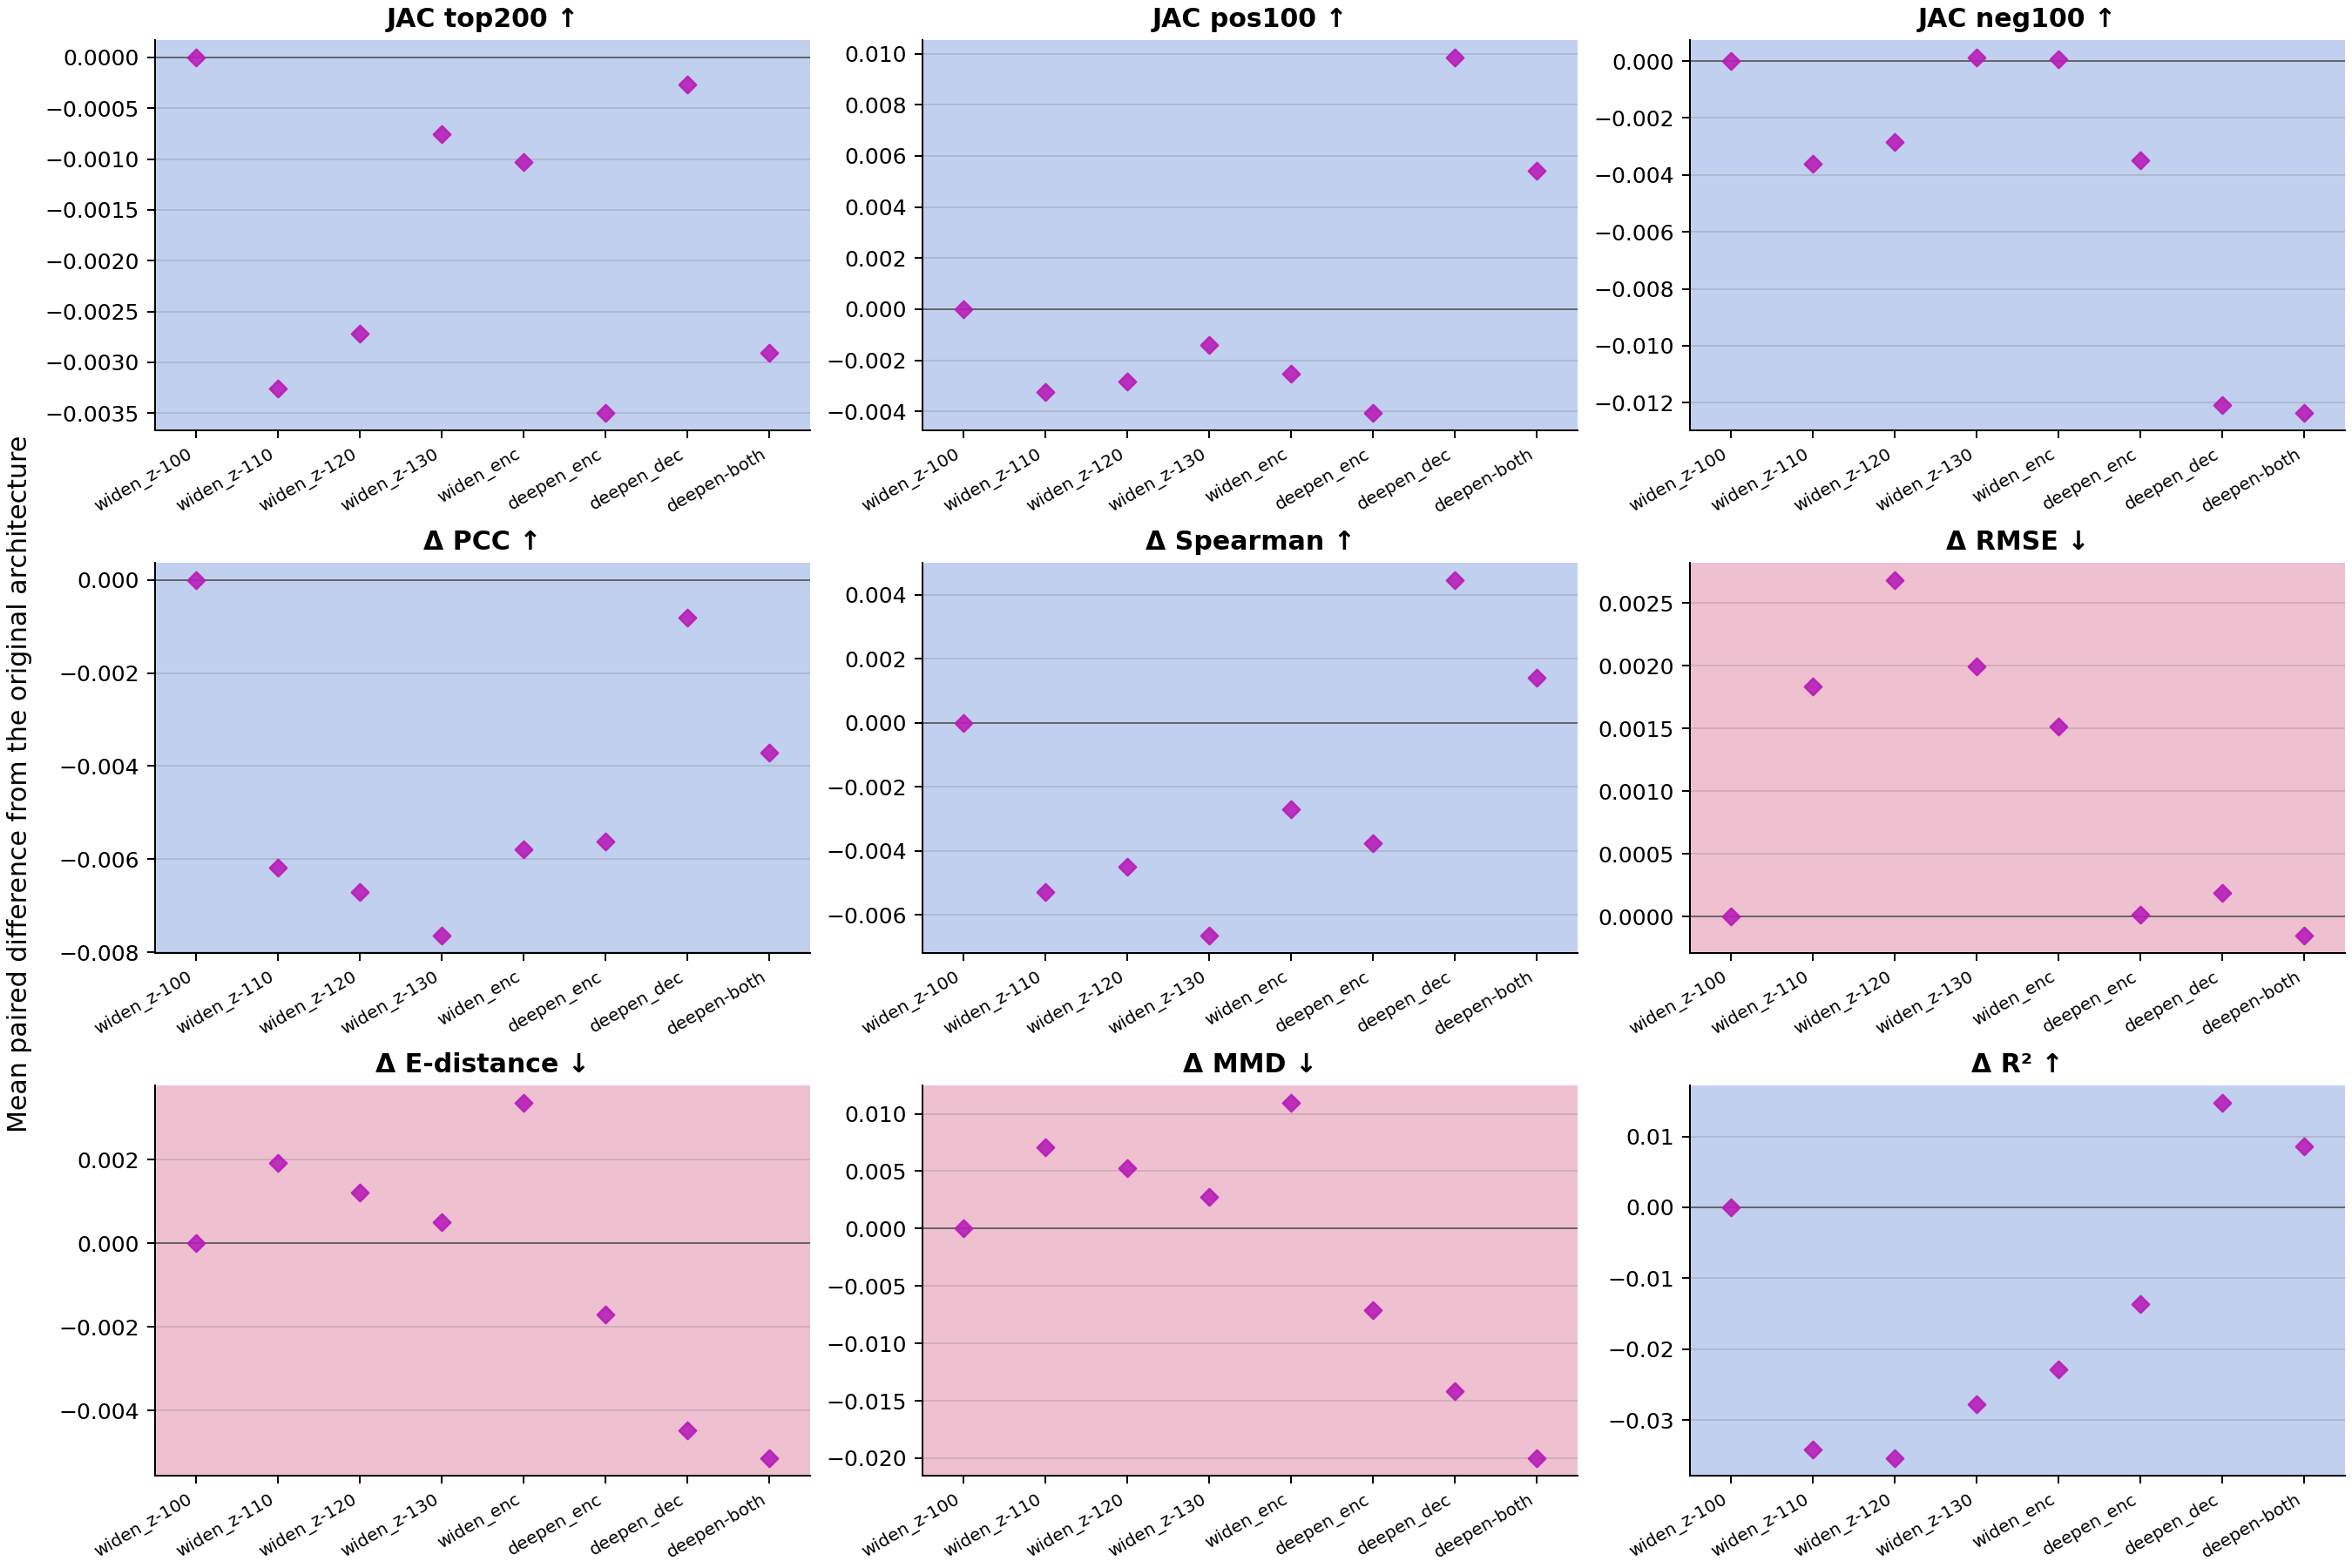 Mean paired difference from the original architecture
JAC top200 ↑
0.0000
−0.0005
−0.0010
−0.0015
−0.0020
−0.0025
−0.0030
−0.0035
widen_z-100
widen_z-110
widen_z-120
widen_z-130
widen_enc
deepen_enc
deepen_dec
deepen-both
JAC pos100 ↑
0.010
0.008
0.006
0.004
0.002
0.000
−0.002
−0.004
widen_z-100
widen_z-110
widen_z-120
widen_z-130
widen_enc
deepen_enc
deepen_dec
deepen-both
JAC neg100 ↑
0.000
−0.002
−0.004
−0.006
−0.008
−0.010
−0.012
widen_z-100
widen_z-110
widen_z-120
widen_z-130
widen_enc
deepen_enc
deepen_dec
deepen-both
Δ PCC ↑
0.000
−0.002
−0.004
−0.006
−0.008
widen_z-100
widen_z-110
widen_z-120
widen_z-130
widen_enc
deepen_enc
deepen_dec
deepen-both
Δ Spearman ↑
0.004
0.002
0.000
−0.002
−0.004
−0.006
widen_z-100
widen_z-110
widen_z-120
widen_z-130
widen_enc
deepen_enc
deepen_dec
deepen-both
Δ RMSE ↓
0.0025
0.0020
0.0015
0.0010
0.0005
0.0000
widen_z-100
widen_z-110
widen_z-120
widen_z-130
widen_enc
deepen_enc
deepen_dec
deepen-both
Δ E-distance ↓
0.002
0.000
−0.002
−0.004
widen_z-100
widen_z-110
widen_z-120
widen_z-130
widen_enc
deepen_enc
deepen_dec
deepen-both
Δ MMD ↓
0.010
0.005
0.000
−0.005
−0.010
−0.015
−0.020
widen_z-100
widen_z-110
widen_z-120
widen_z-130
widen_enc
deepen_enc
deepen_dec
deepen-both
Δ R² ↑
0.01
0.00
−0.01
−0.02
−0.03
widen_z-100
widen_z-110
widen_z-120
widen_z-130
widen_enc
deepen_enc
deepen_dec
deepen-both